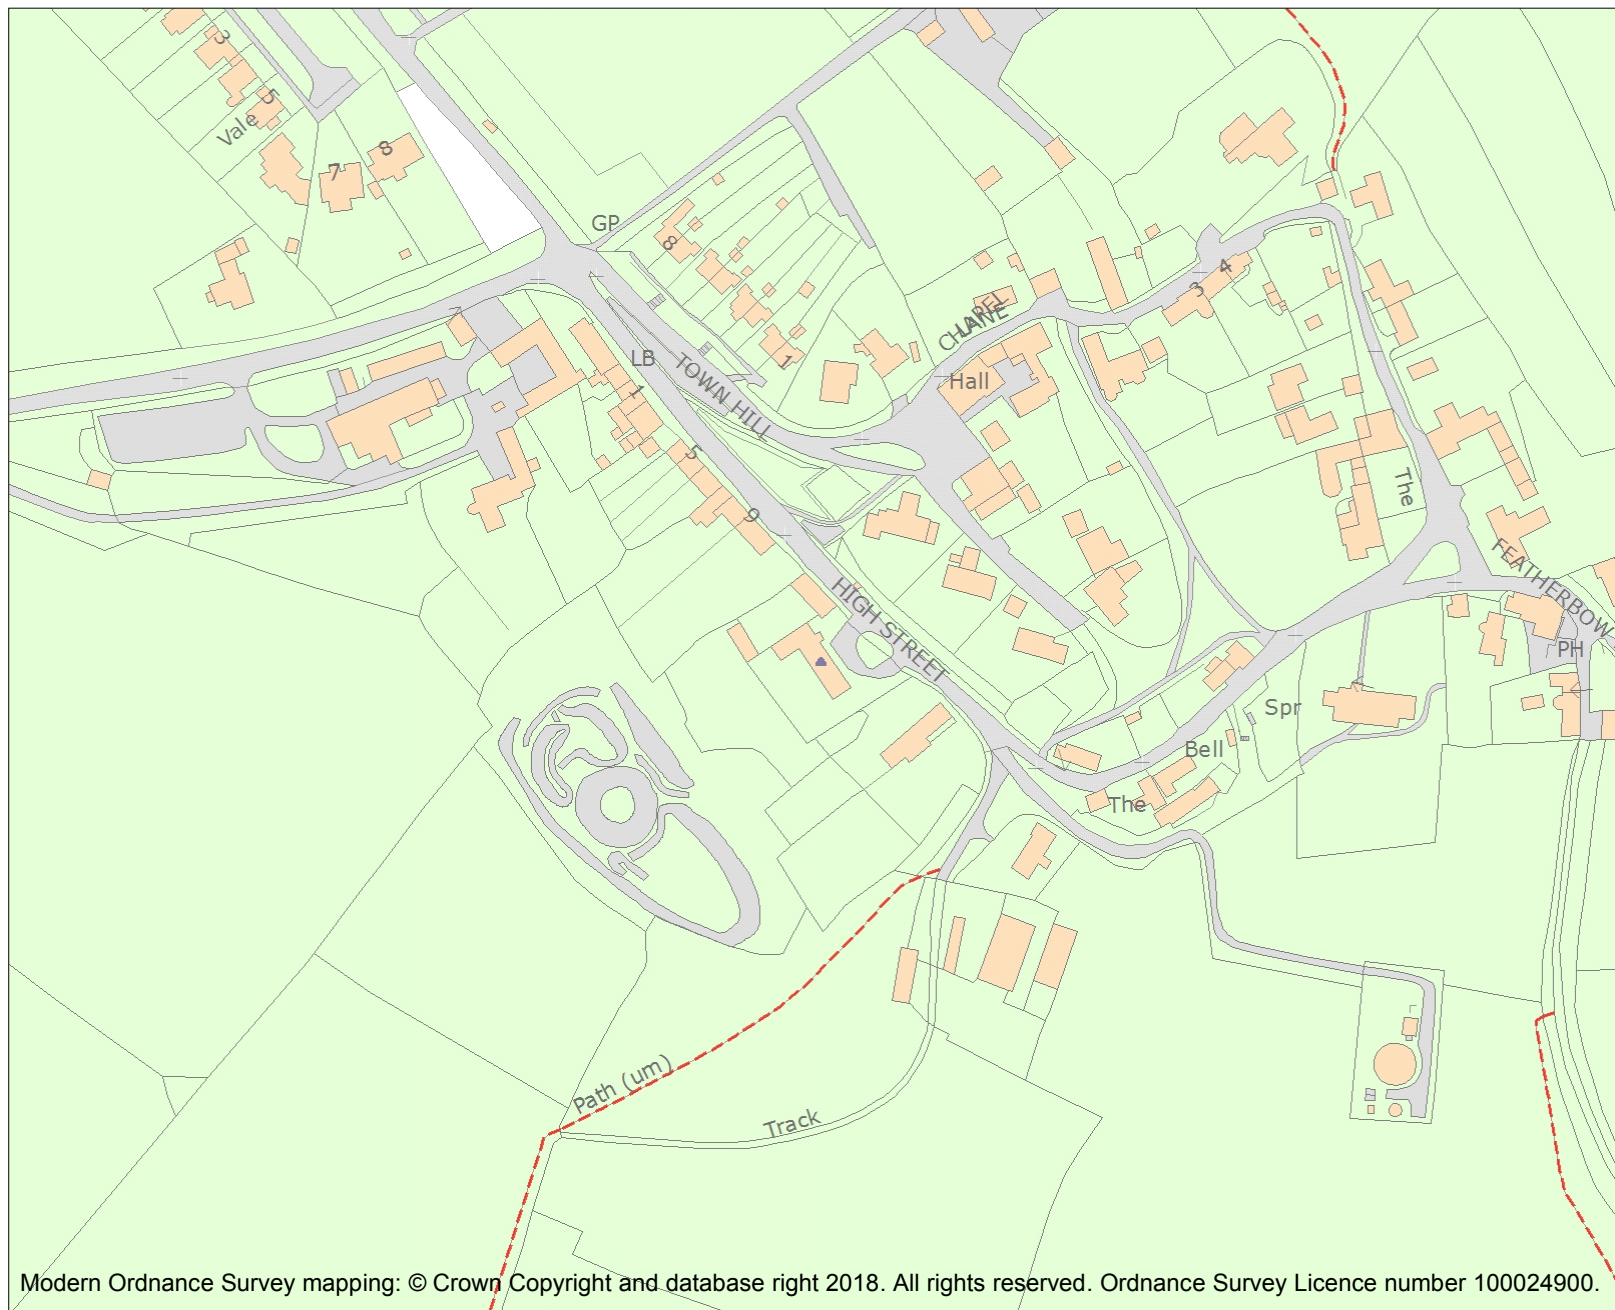 3
5
Vale
7
8
GP
8
1
LB
1
TOWN HILL
CHAPEL
LANE
Hall
3
4
The
5
9
HIGH STREET
FEATHERBOW
PH
Spr
Bell
The
Path (um)
Track
Modern Ordnance Survey mapping: © Crown Copyright and database right 2018. All rights reserved. Ordnance Survey Licence number 100024900.